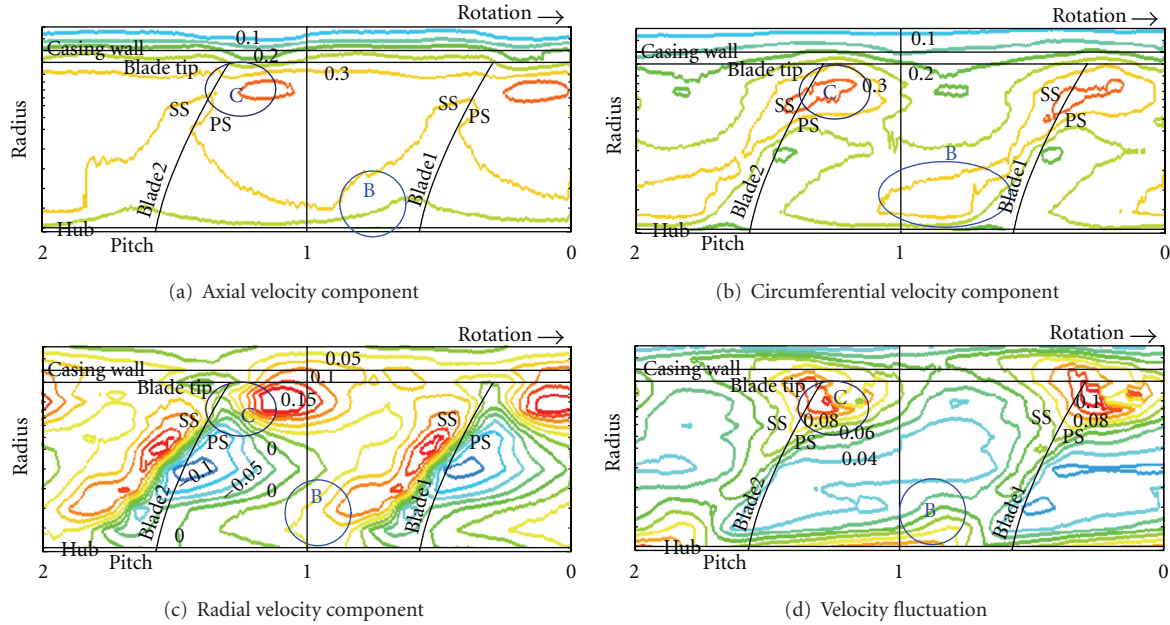 Rotation
Casing wall
0.1
0.2
Blade tip
0.3
C
SS
PS
Radius
Blade2
B
Blade1
Hub
Pitch
2
1
0
(a) Axial velocity component
Rotation
Casing wall
0.1
Blade tip
0.2
C
0.3
SS
SS
PS
PS
Radius
B
Blade2
Blade1
Hub
Pitch
2
1
0
(b) Circumferential velocity component
Rotation
0.05
Casing wall
0.1
Blade tip
0.15
C
SS
SS
PS
PS
0
Radius
−0.1
−0.05
0
B
Blade2
Blade1
0
Hub
Pitch
2
1
0
(c) Radial velocity component
Rotation
Casing wall
Blade tip
C
0.1
0.08
0.08
SS
SS
PS
PS
0.06
0.04
Radius
B
Blade2
Blade1
Hub
Pitch
2
1
0
(d) Velocity fluctuation